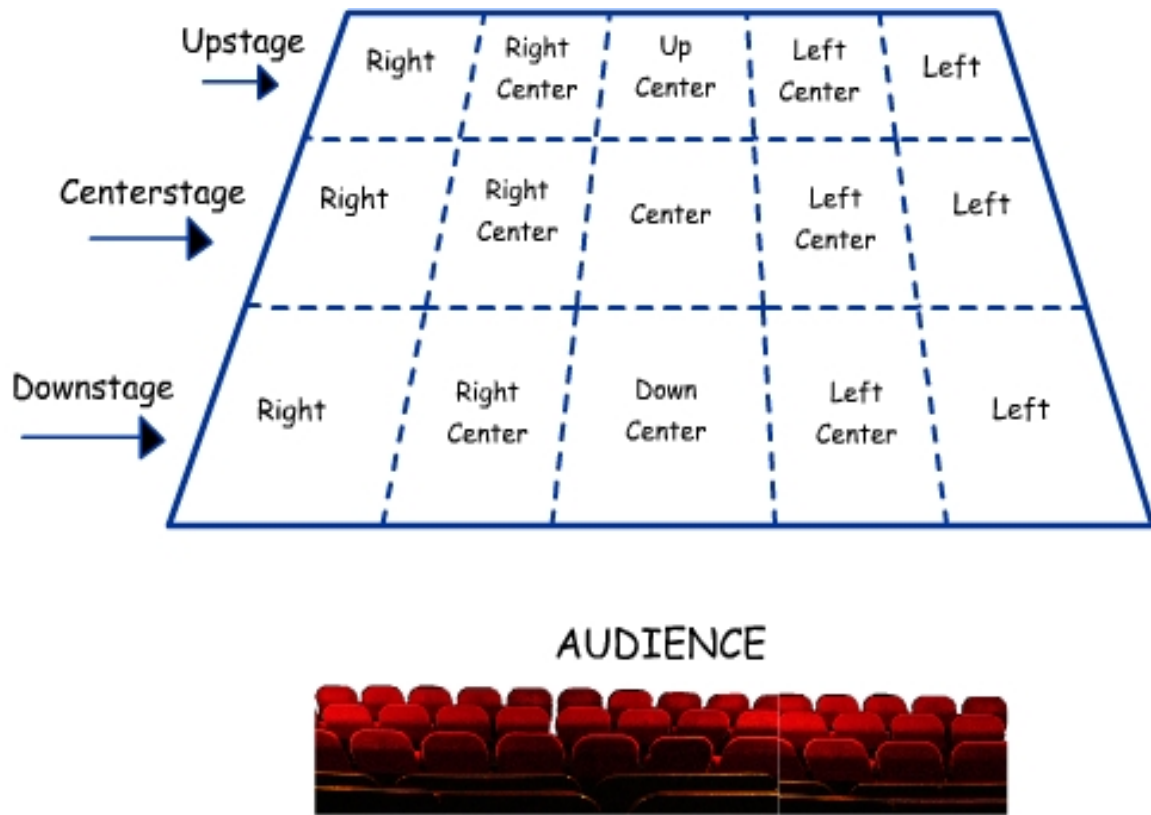 Upstage
Right
Right
Center
Up
Center
Left
Center
Left
Centerstage
Right
Right
Center
Center
Left
Center
Left
Downstage
Right
Right
Center
Down
Center
Left
Center
Left
AUDIENCE